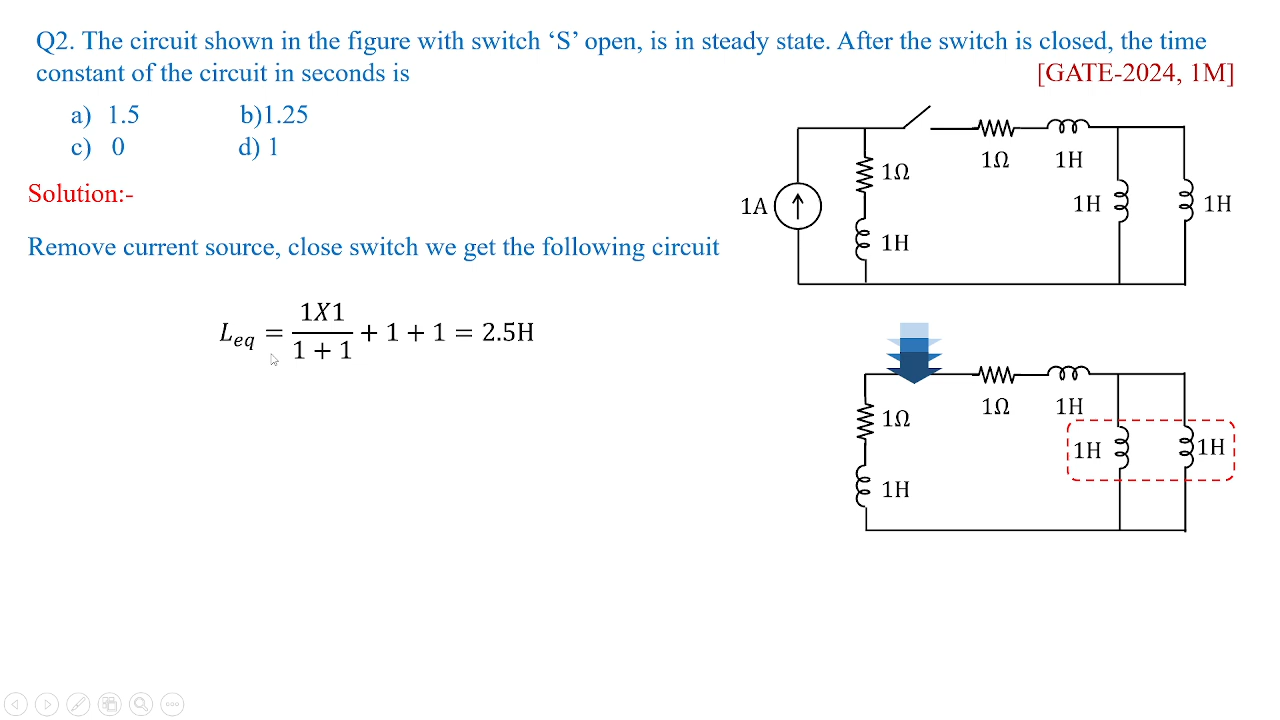 Q2. The circuit shown in the figure with switch ‘S’ open, is in steady state. After the switch is closed, the time
constant of the circuit in seconds is [GATE-2024, 1M]
a) 1.5 b)1.25
c) 0 d) 1
Solution:-
Remove current source, close switch we get the following circuit
L_eq = 1X1 / 1 + 1 + 1 + 1 = 2.5H
1Ω 1Ω 1H
1A 1H 1H
1H
1Ω 1Ω 1H
1H 1H
1H